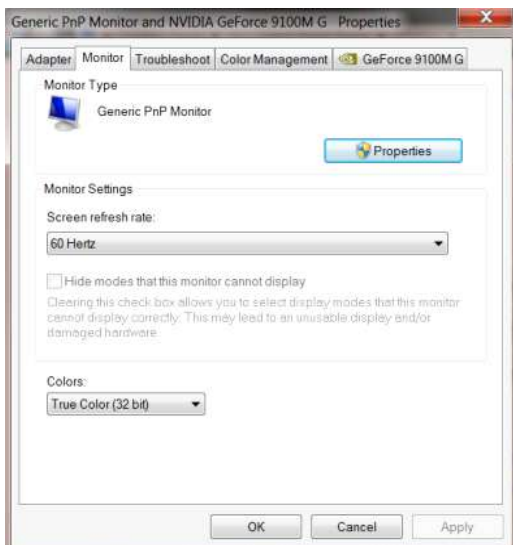 Generic PnP Monitor and NVIDIA GeForce 9100M G Properties
Adapter Monitor Troubleshoot Color Management GeForce 9100M G
Monitor Type
Generic PnP Monitor
Properties
Monitor Settings
Screen refresh rate:
60 Hertz
Hide modes that this monitor cannot display
Clearing this check box allows you to select display modes that this monitor
cannot display correctly. This may lead to an unusable display and/or
damaged hardware.
Colors:
True Color (32 bit)
OK Cancel Apply